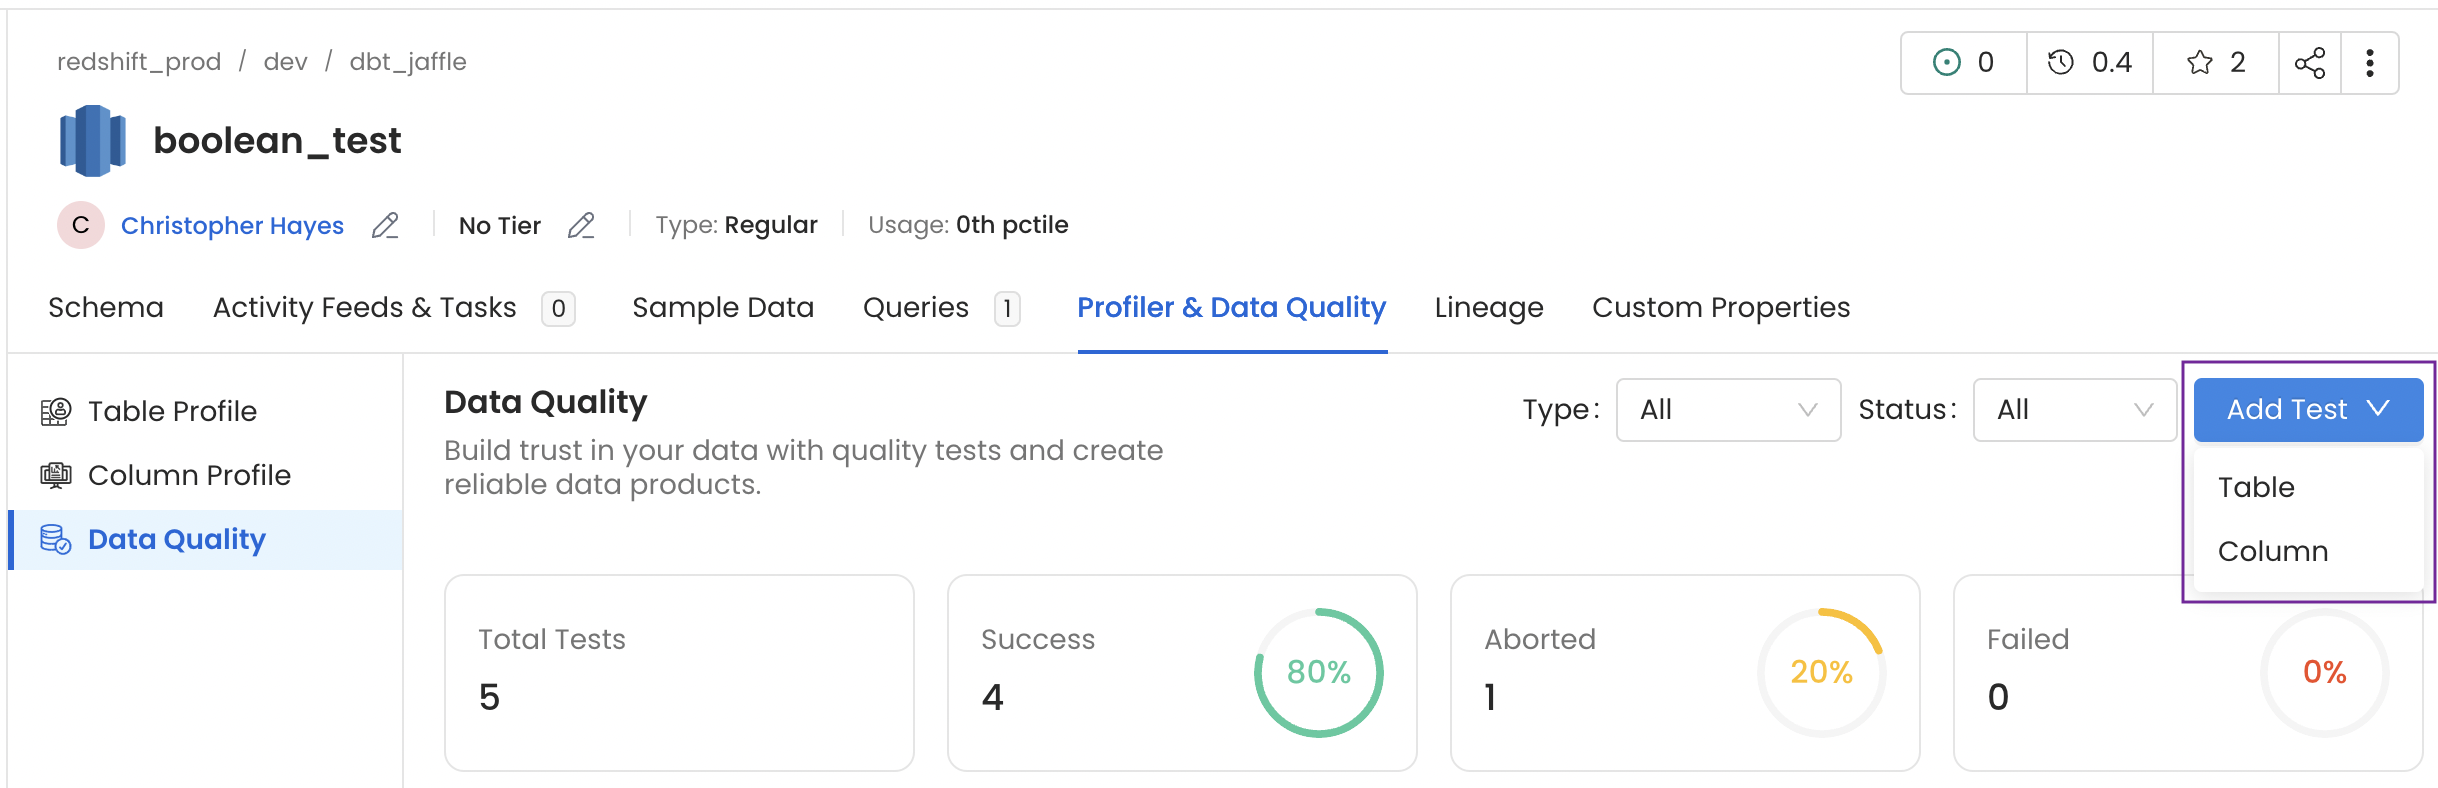 redshift_prod / dev / dbt_jaffle
0 0.4 2
boolean_test
C Christopher Hayes No Tier Type: Regular Usage: 0th pctile
Schema Activity Feeds & Tasks 0 Sample Data Queries 1 Profiler & Data Quality Lineage Custom Properties
Table Profile
Column Profile
Data Quality
Data Quality
Build trust in your data with quality tests and create
reliable data products.
Type: All Status: All Add Test
Table
Column
Total Tests
5
Success
4
80%
Aborted
1
20%
Failed
0
0%